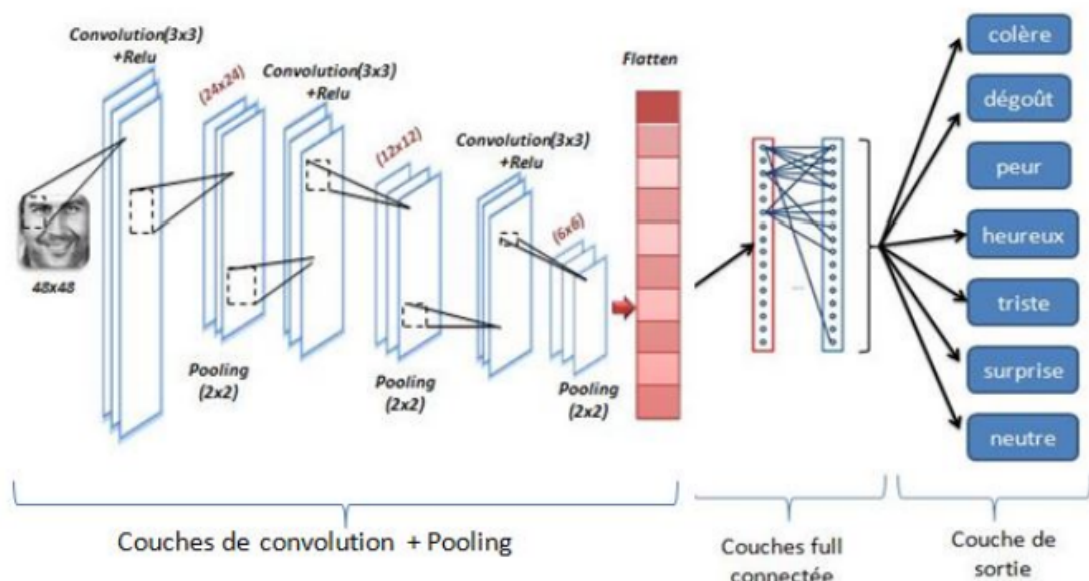 Convolution(3x3)
+Relu
(24x24)
Convolution(3x3)
+Relu
(12x12)
Convolution(3x3)
+Relu
(6x6)
Flatten
48x48
Pooling
(2x2)
Pooling
(2x2)
Pooling
(2x2)
colère
dégoût
peur
heureux
triste
surprise
neutre
Couches de convolution + Pooling
Couches full
connectée
Couche de
sortie